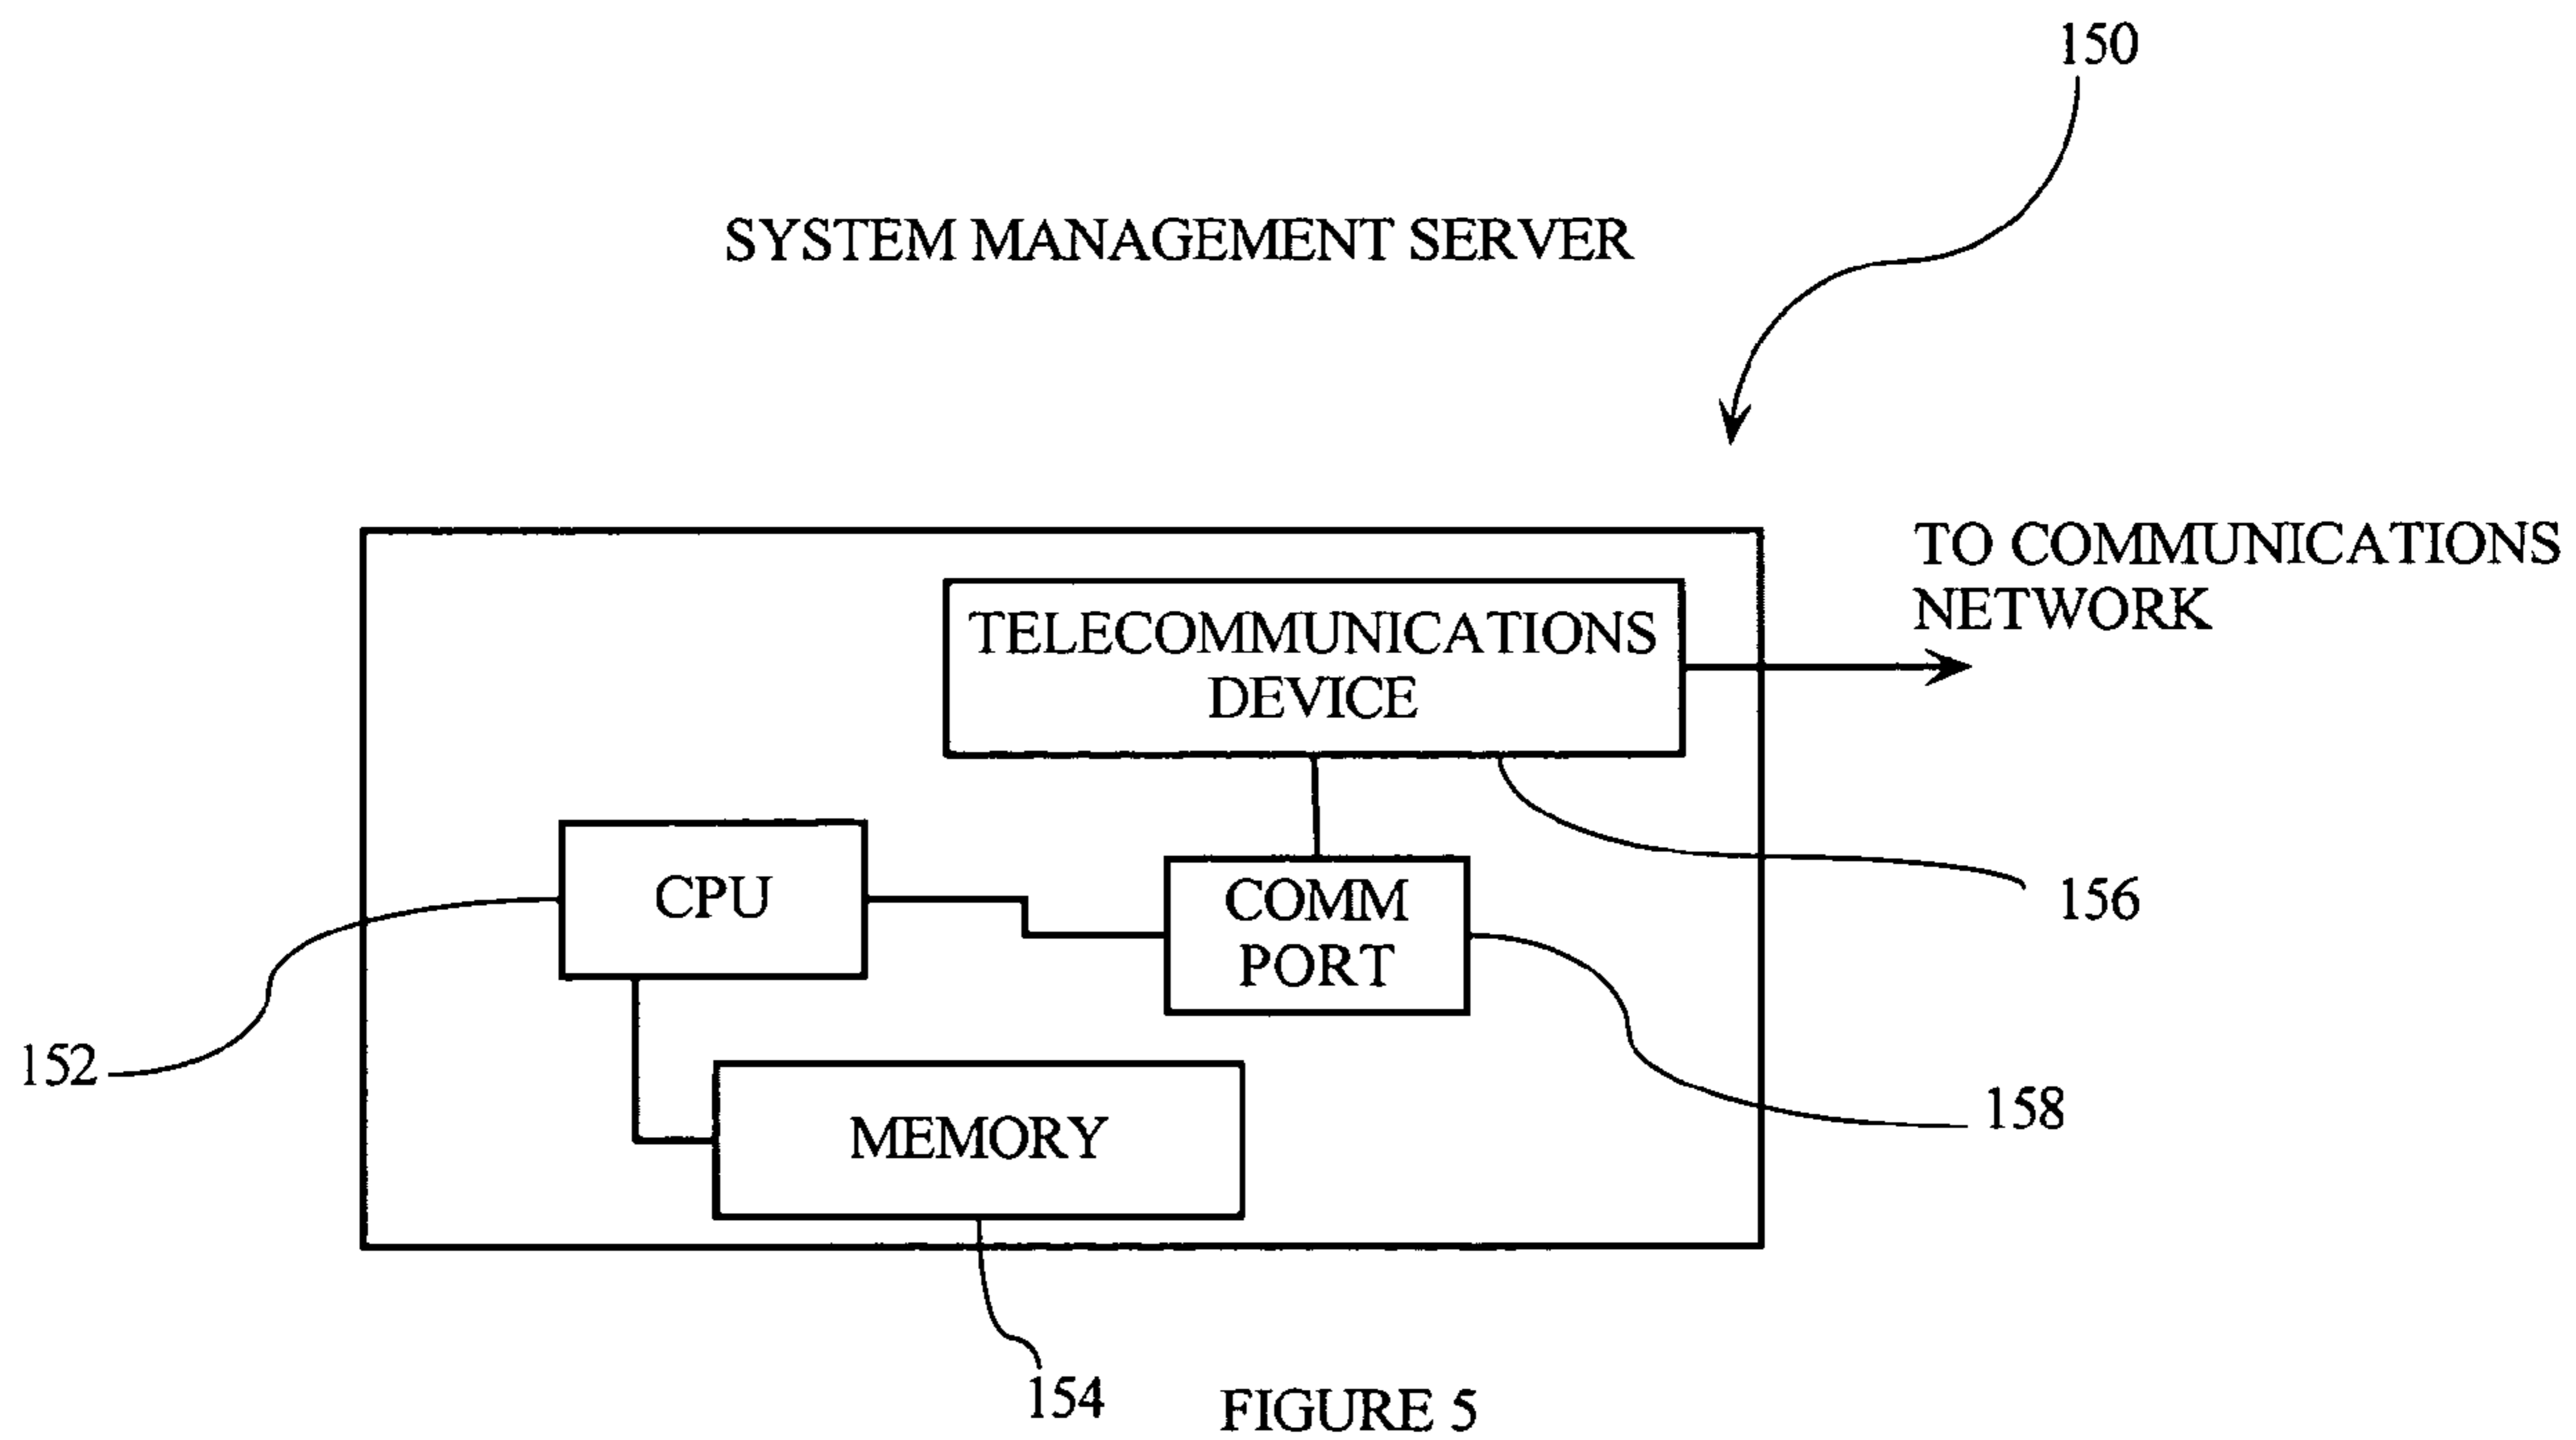 150
SYSTEM MANAGEMENT SERVER
TO COMMUNICATIONS
NETWORK
TELECOMMUNICATIONS
DEVICE
CPU
COMM
PORT
156
152
158
MEMORY
154
FIGURE 5